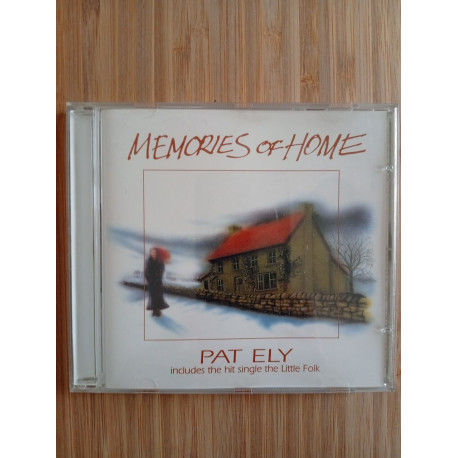 MEMORIES OF HOME
PAT ELY
includes the hit single the Little Folk